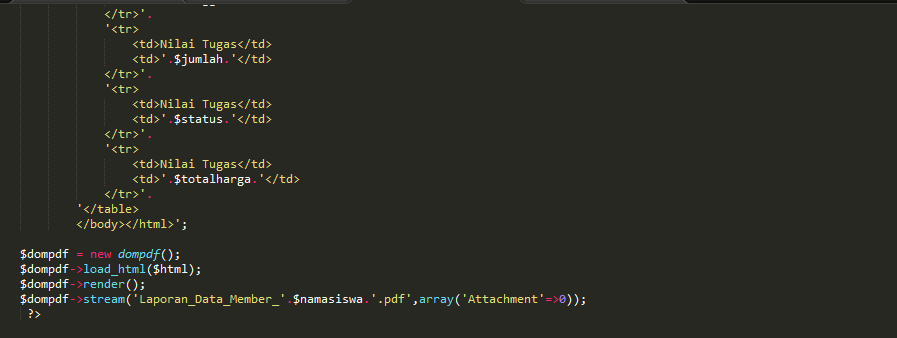 </tr>'.
'<tr>
<td>Nilai Tugas</td>
<td>'.$jumlah.'</td>
</tr>'.
'<tr>
<td>Nilai Tugas</td>
<td>'.$status.'</td>
</tr>'.
'<tr>
<td>Nilai Tugas</td>
<td>'.$totalharga.'</td>
</tr>'.
'</table>
</body></html>';
$dompdf = new dompdf();
$dompdf->load_html($html);
$dompdf->render();
$dompdf->stream('Laporan_Data_Member_'.$namasiswa.'.pdf',array('Attachment'=>0));
?>